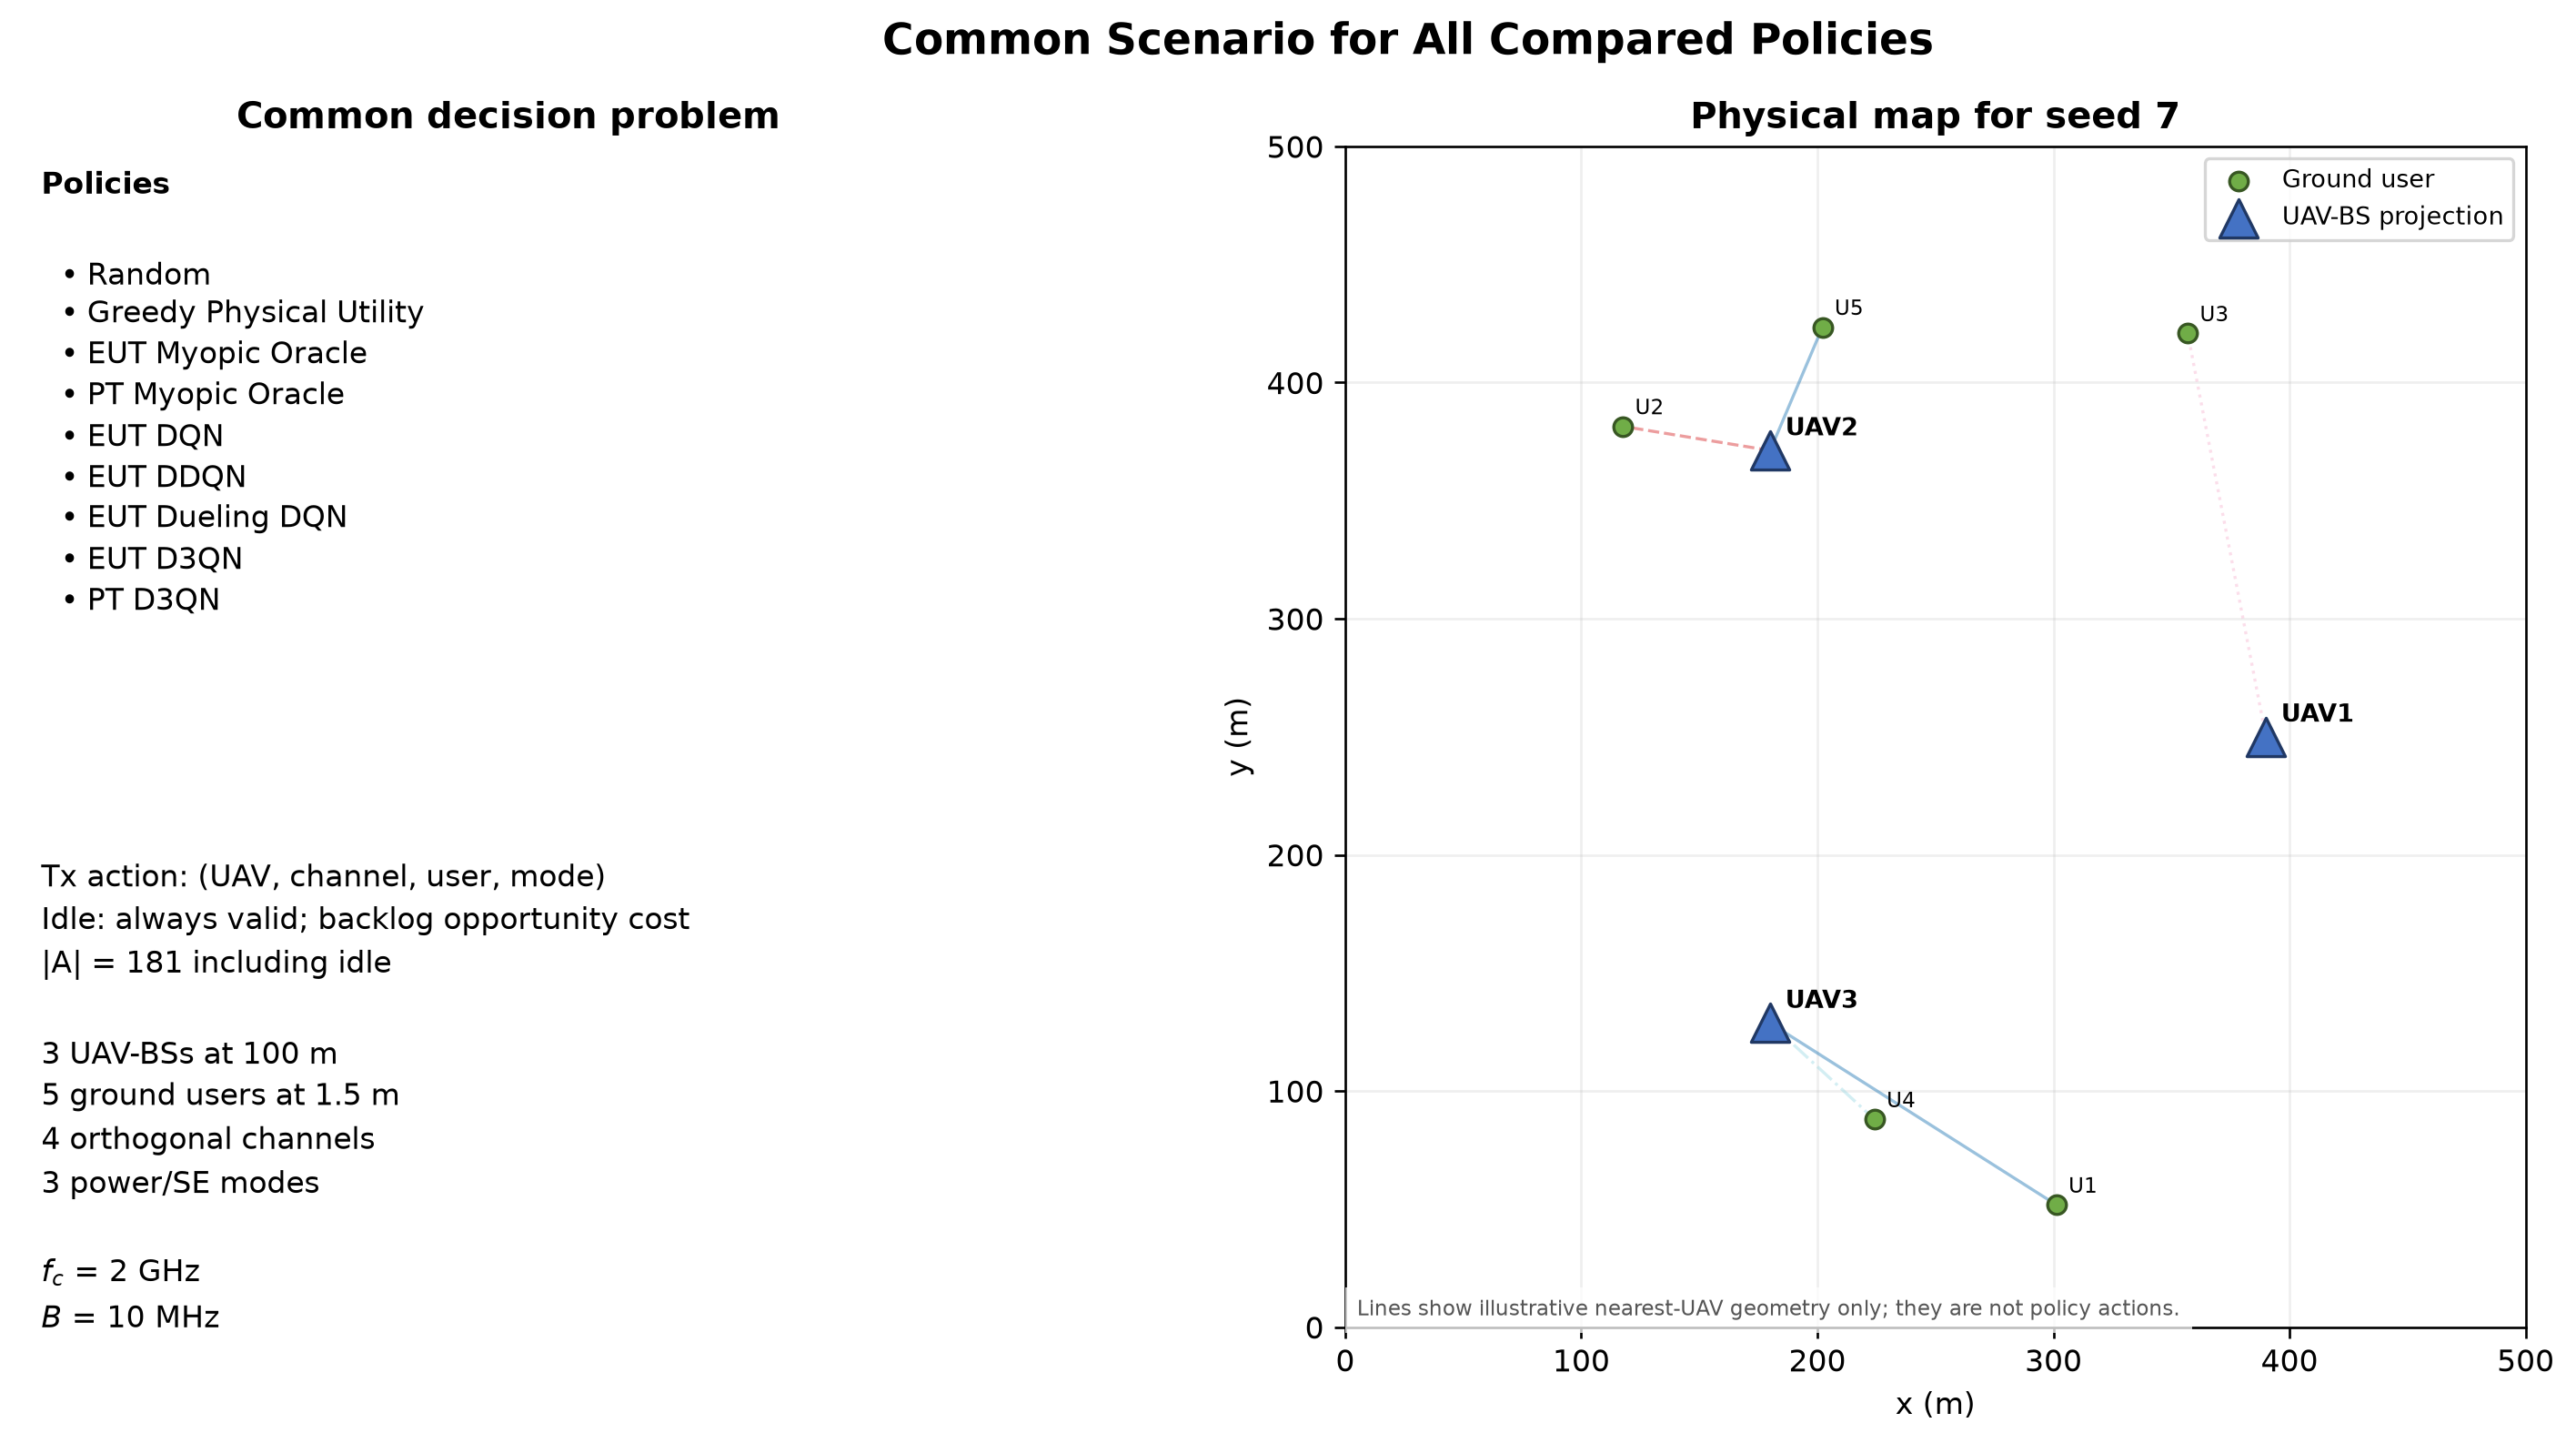 Common Scenario for All Compared Policies
Common decision problem
Policies
• Random
• Greedy Physical Utility
• EUT Myopic Oracle
• PT Myopic Oracle
• EUT DQN
• EUT DDQN
• EUT Dueling DQN
• EUT D3QN
• PT D3QN
Tx action: (UAV, channel, user, mode)
Idle: always valid; backlog opportunity cost
|A| = 181 including idle
3 UAV-BSs at 100 m
5 ground users at 1.5 m
4 orthogonal channels
3 power/SE modes
f_c = 2 GHz
B = 10 MHz
Physical map for seed 7
Ground user
UAV-BS projection
500
400
300
200
100
0
y (m)
U5
U3
U2
UAV2
UAV1
UAV3
U4
U1
Lines show illustrative nearest-UAV geometry only; they are not policy actions.
0 100 200 300 400 500
x (m)